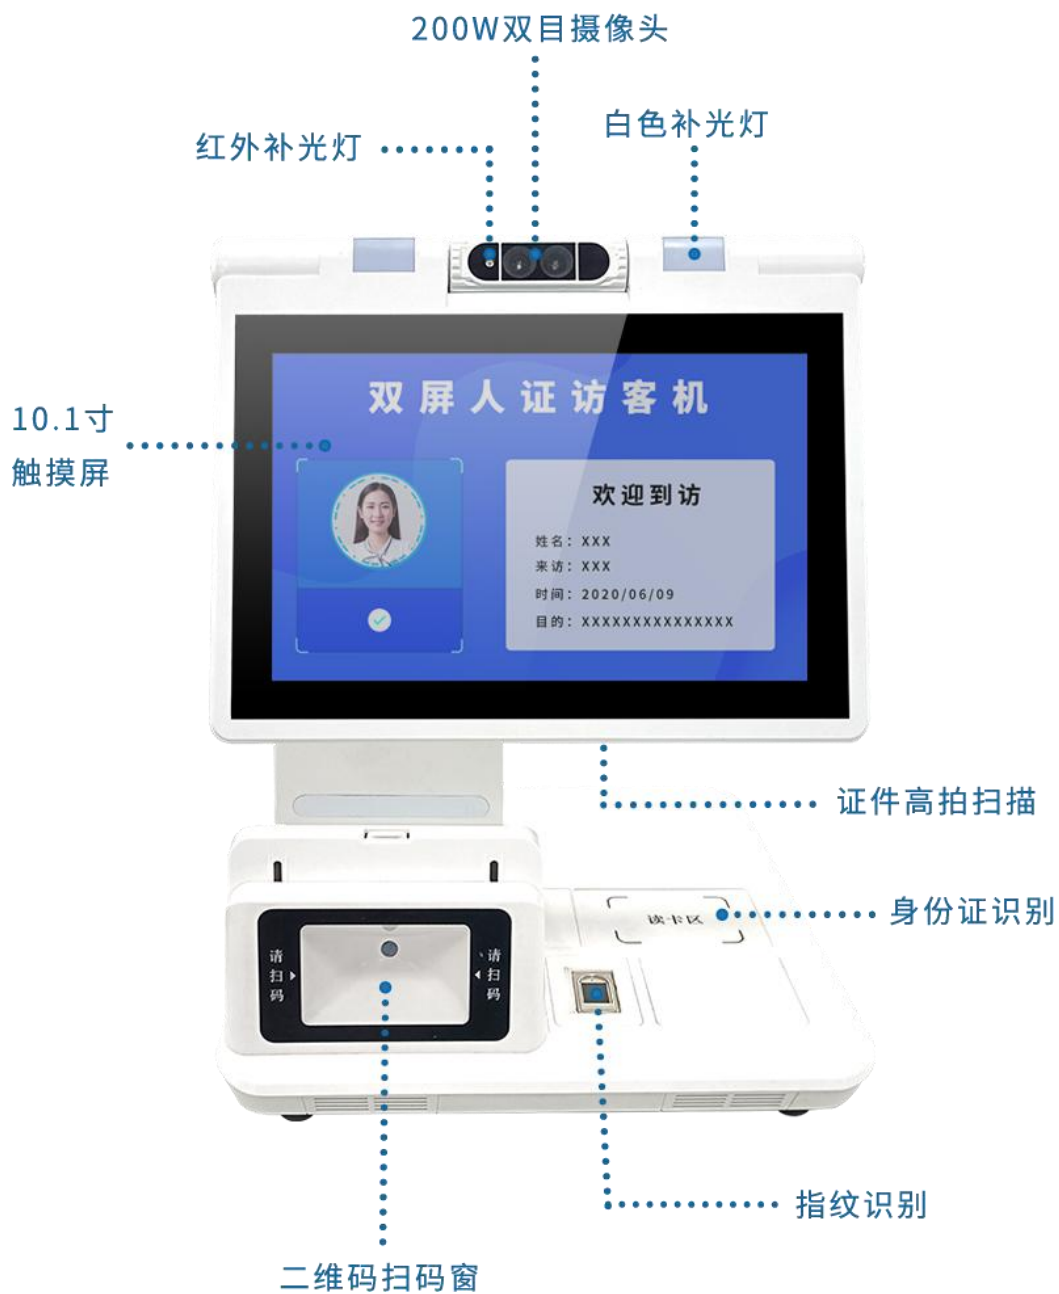 200W双目摄像头
白色补光灯
红外补光灯
双屏人证访客机
10.1寸
触摸屏
欢迎到访
姓名：XXX
来访：XXX
时间：2020/06/09
目的：XXXXXXXXXXXXXXX
证件高拍扫描
身份证识别
读卡区
请扫码
请扫码
指纹识别
二维码扫码窗